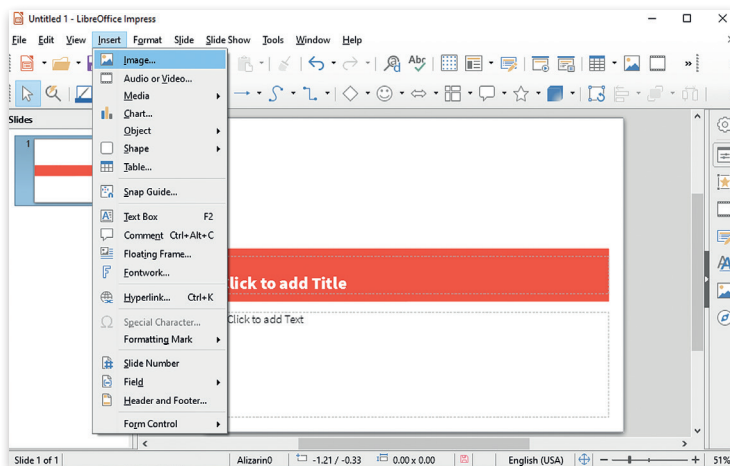 Untitled 1 - LibreOffice Impress
File Edit View Insert Format Slide Slide Show Tools Window Help
Slides
1
Image...
Audio or Video...
Media
Chart...
Object
Shape
Table...
Snap Guide...
Text Box F2
Comment Ctrl+Alt+C
Floating Frame...
Fontwork...
Hyperlink... Ctrl+K
Special Character...
Formatting Mark
Slide Number
Field
Header and Footer...
Form Control
lick to add Title
Click to add Text
Slide 1 of 1 Alizarin0 -1.21 / -0.33 0.00 x 0.00 English (USA) 51%